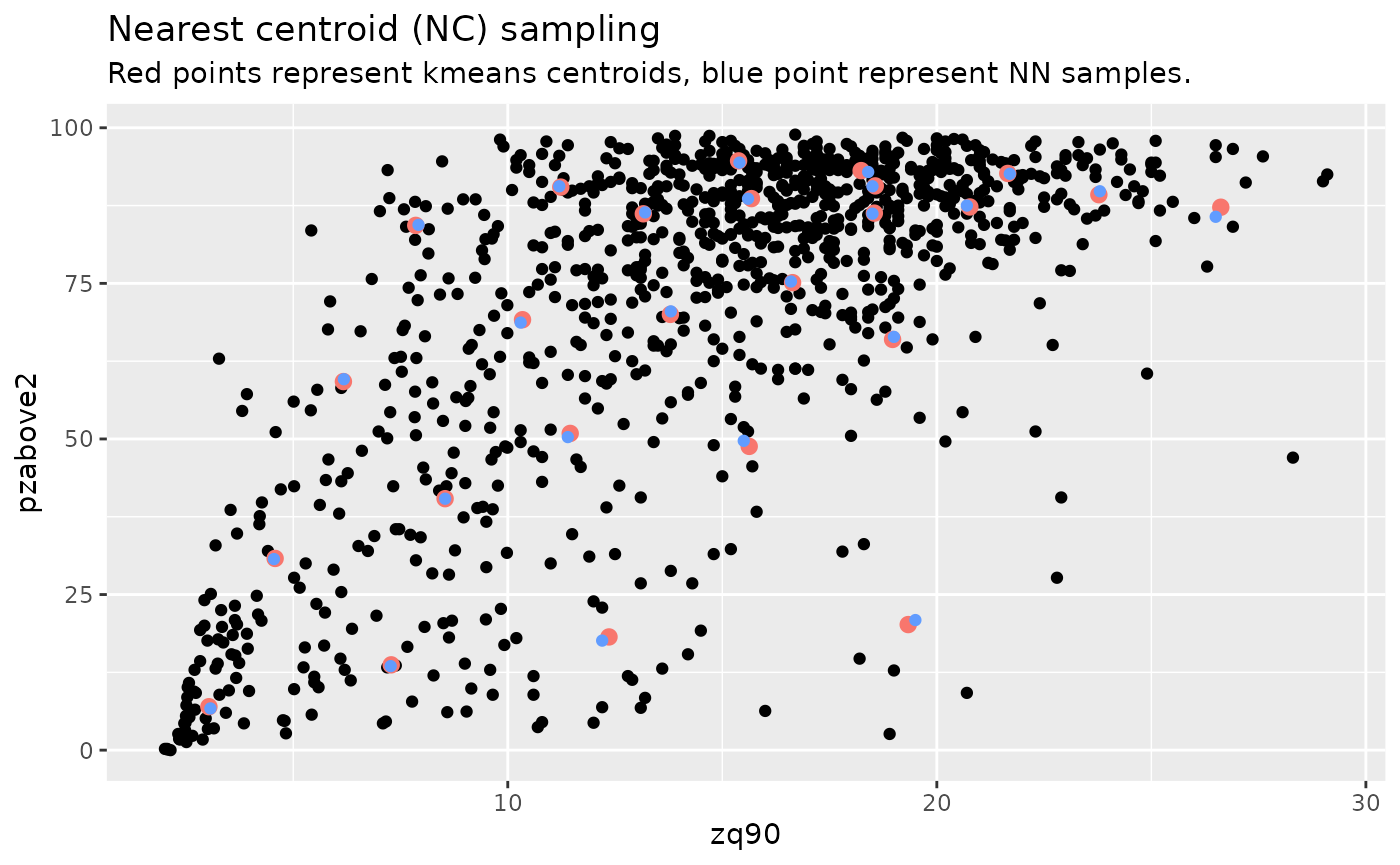 Nearest centroid (NC) sampling
Red points represent kmeans centroids, blue point represent NN samples.
100
75
50
25
0
pzabove2
10
20
30
zq90